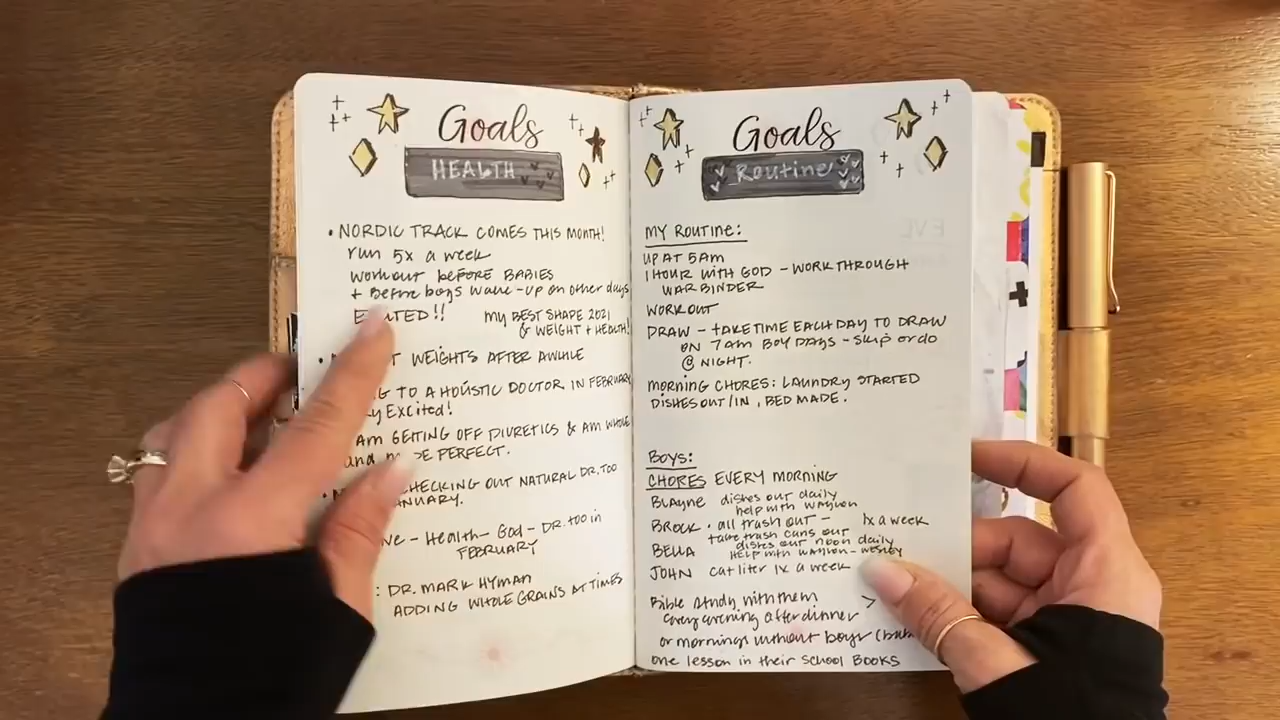 Goals
HEALTH
• NORDIC TRACK COMES THIS MONTH!
run 5x a week
workout before BABIES
+ Before boys wake-up on other days
MY BEST SHAPE 2021
& WEIGHT + HEALTH!
WEIGHTS AFTER AWHILE
TO A HOLISTIC DOCTOR IN FEBRUARY
Excited!
am GETTING OFF DIURETICS & AM WHOLE
PERFECT.
CHECKING OUT NATURAL DR. TOO
- Health - God - DR. too in
FEBRUARY
: DR. MARK HYMAN
ADDING WHOLE GRAINS AT TIMES
Goals
Routine
MY ROUTINE:
UP AT 5AM
1 HOUR WITH GOD - WORK THROUGH
WAR BINDER
WORKOUT
DRAW - TAKE TIME EACH DAY TO DRAW
ON 7AM BOY DAYS - SKIP OR DO
@ NIGHT.
MORNING CHORES: LAUNDRY STARTED
DISHES OUT/IN, BED MADE.
BOYS:
CHORES EVERY MORNING
BLAYNE dishes out daily
help with WAYLON
BROCK • all trash out - 1x a week
take trash cans out
BELLA dishes out noon daily
HELP with WAYLON - WESLEY
JOHN cat liter 1x a week
Bible study with them >
every evening after dinner
or mornings without boys
one lesson in their school BOOKS
EVE